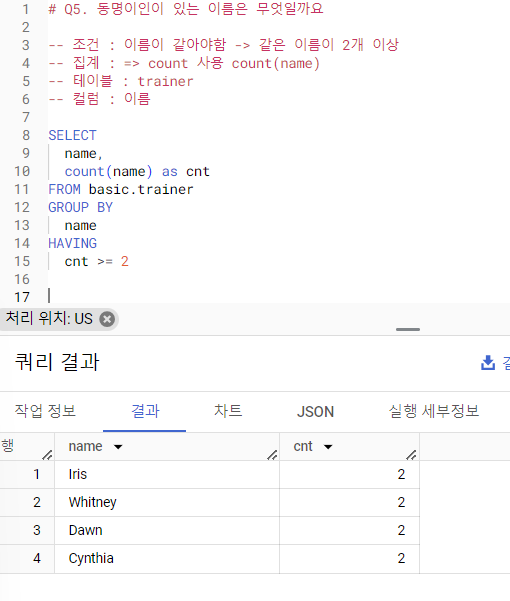 1 # Q5. 동명이인이 있는 이름은 무엇일까요
2
3 -- 조건 : 이름이 같아야함 -> 같은 이름이 2개 이상
4 -- 집계 : => count 사용 count(name)
5 -- 테이블 : trainer
6 -- 컬럼 : 이름
7
8 SELECT
9 name,
10 count(name) as cnt
11 FROM basic.trainer
12 GROUP BY
13 name
14 HAVING
15 cnt >= 2
16
17
처리 위치: US
쿼리 결과
작업 정보 결과 차트 JSON 실행 세부정보
행 name cnt
1 Iris 2
2 Whitney 2
3 Dawn 2
4 Cynthia 2